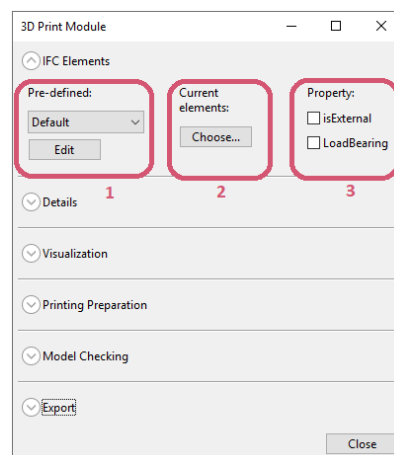 3D Print Module
IFC Elements
Pre-defined:
Default
Edit
1
Current
elements:
Choose...
2
Property:
isExternal
LoadBearing
3
Details
Visualization
Printing Preparation
Model Checking
Export
Close